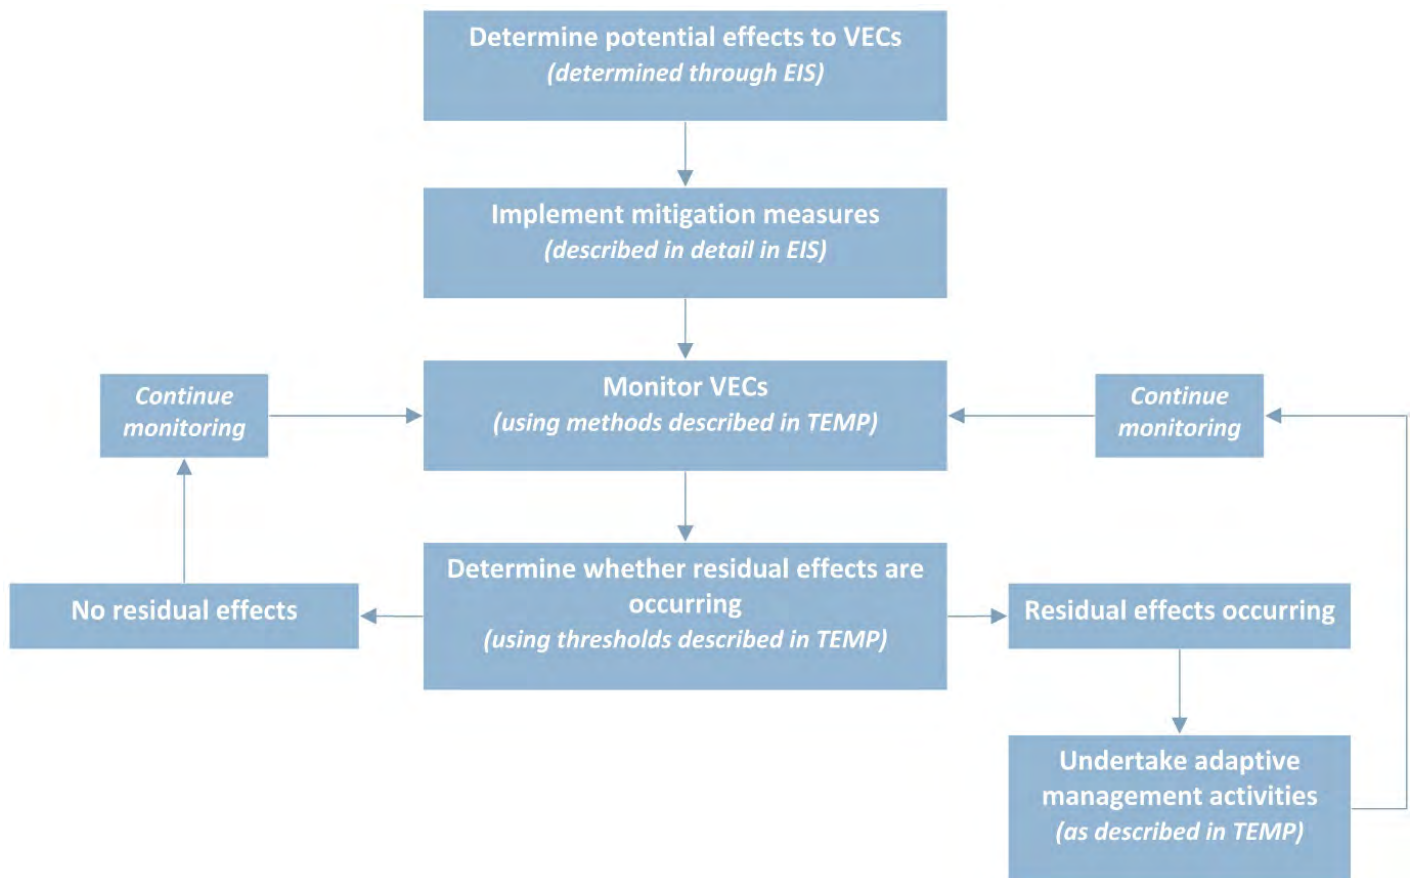 Determine potential effects to VECs
(determined through EIS)
Implement mitigation measures
(described in detail in EIS)
Continue
monitoring
Monitor VECs
(using methods described in TEMP)
Continue
monitoring
No residual effects
Determine whether residual effects are
occurring
(using thresholds described in TEMP)
Residual effects occurring
Undertake adaptive
management activities
(as described in TEMP)